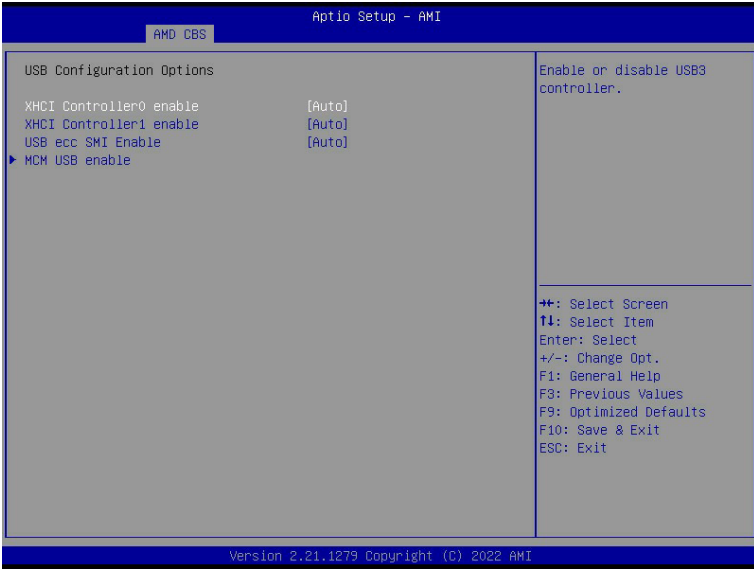 Aptio Setup – AMI
AMD CBS
USB Configuration Options
XHCI Controller0 enable [Auto]
XHCI Controller1 enable [Auto]
USB ecc SMI Enable [Auto]
MCM USB enable
Enable or disable USB3
controller.
→←: Select Screen
↑↓: Select Item
Enter: Select
+/-: Change Opt.
F1: General Help
F3: Previous Values
F9: Optimized Defaults
F10: Save & Exit
ESC: Exit
Version 2.21.1279 Copyright (C) 2022 AMI